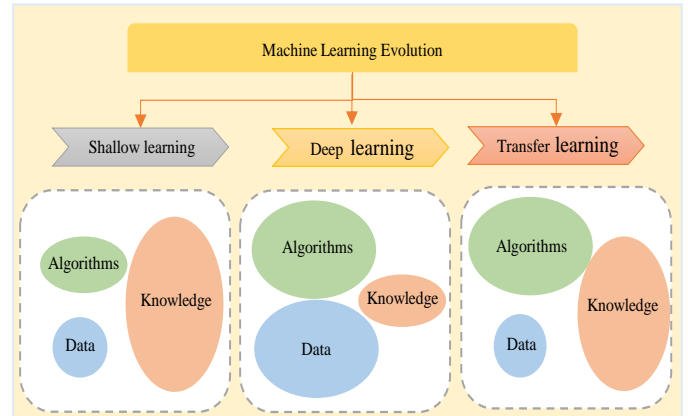 Machine Learning Evolution
Shallow learning
Deep learning
Transfer learning
Algorithms
Knowledge
Data
Algorithms
Knowledge
Data
Algorithms
Knowledge
Data